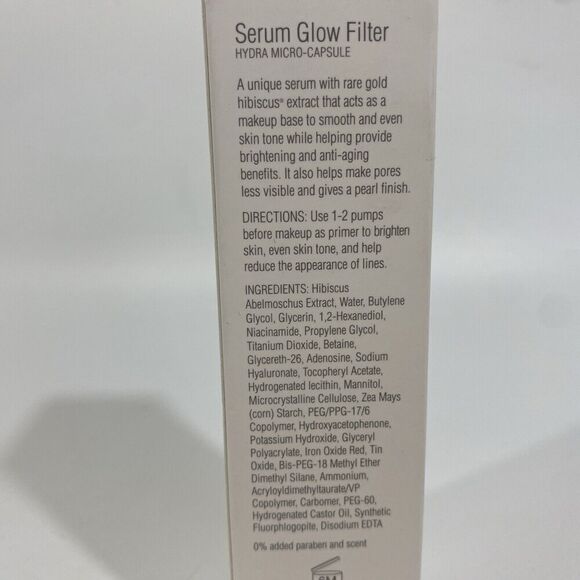 Serum Glow Filter
HYDRA MICRO-CAPSULE
A unique serum with rare gold
hibiscus® extract that acts as a
makeup base to smooth and even
skin tone while helping provide
brightening and anti-aging
benefits. It also helps make pores
less visible and gives a pearl finish.
DIRECTIONS: Use 1-2 pumps
before makeup as primer to brighten
skin, even skin tone, and help
reduce the appearance of lines.
INGREDIENTS: Hibiscus
Abelmoschus Extract, Water, Butylene
Glycol, Glycerin, 1,2-Hexanediol,
Niacinamide, Propylene Glycol,
Titanium Dioxide, Betaine,
Glycereth-26, Adenosine, Sodium
Hyaluronate, Tocopheryl Acetate,
Hydrogenated lecithin, Mannitol,
Microcrystalline Cellulose, Zea Mays
(corn) Starch, PEG/PPG-17/6
Copolymer, Hydroxyacetophenone,
Potassium Hydroxide, Glyceryl
Polyacrylate, Iron Oxide Red, Tin
Oxide, Bis-PEG-18 Methyl Ether
Dimethyl Silane, Ammonium,
Acryloyldimethyltaurate/VP
Copolymer, Carbomer, PEG-60,
Hydrogenated Castor Oil, Synthetic
Fluorphlogopite, Disodium EDTA
0% added paraben and scent
6M